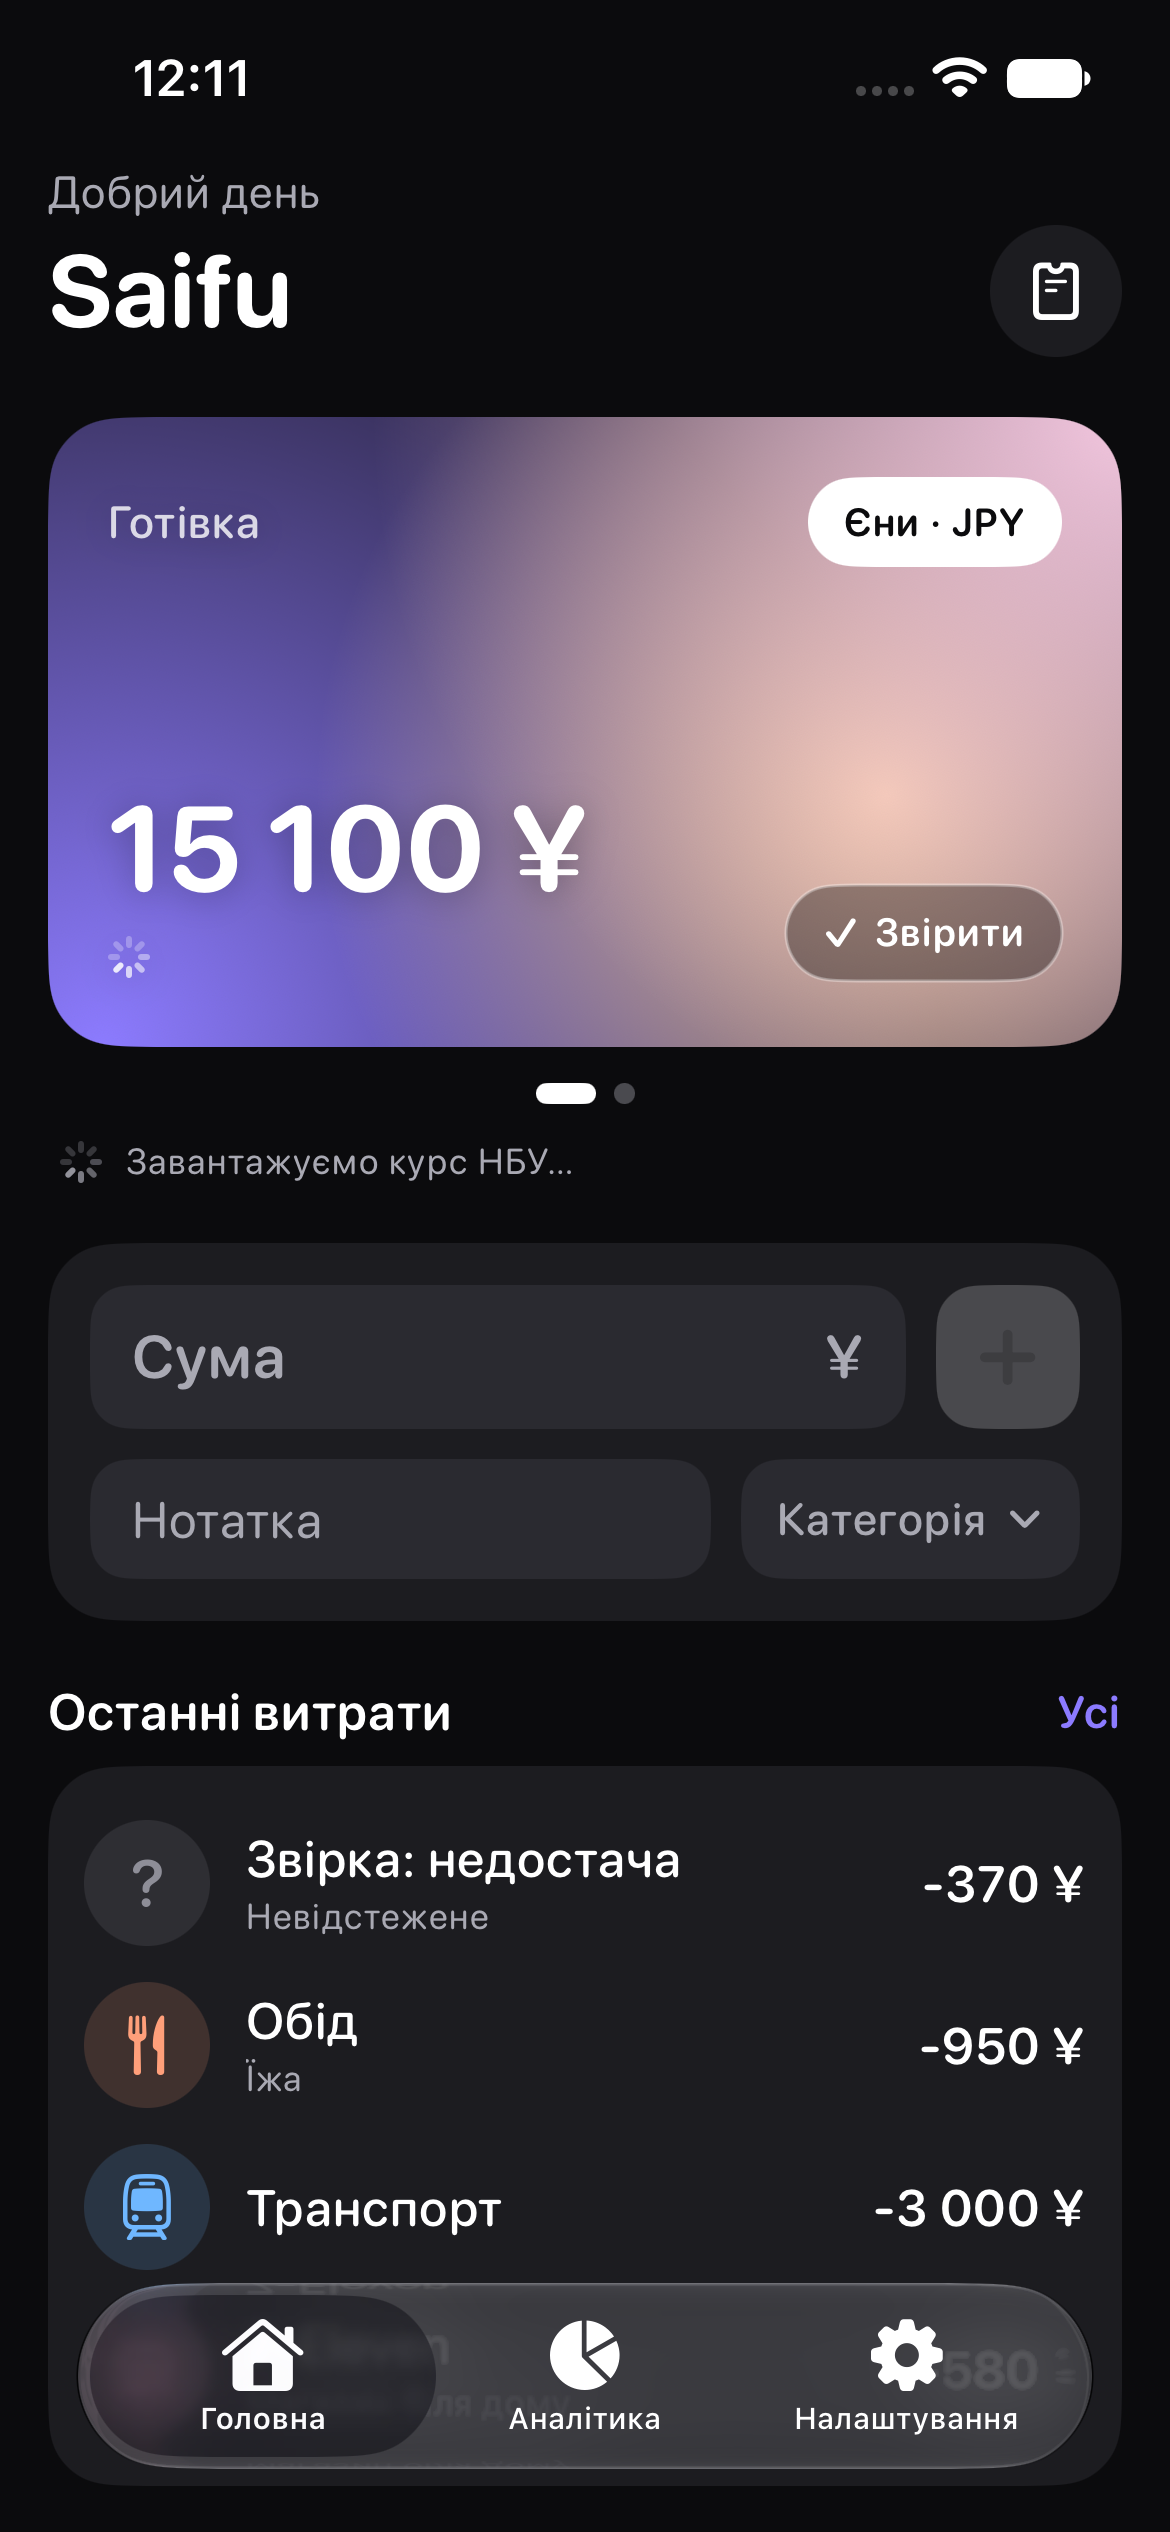 12:11
Добрий день
Saifu
Готівка
Єни · JPY
15 100 ¥
Звірити
Завантажуємо курс НБУ...
Сума ¥
Нотатка
Категорія
Останні витрати
Усі
Звірка: недостача
Невідстежене
-370 ¥
Обід
Їжа
-950 ¥
Транспорт
-3 000 ¥
580
Головна
Аналітика
Налаштування